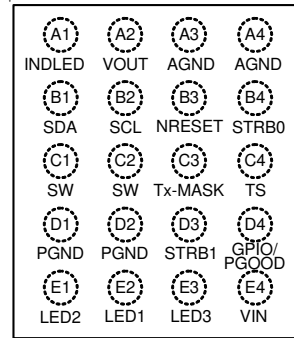 A1 A2 A3 A4
INDLED VOUT AGND AGND
B1 B2 B3 B4
SDA SCL NRESET STRB0
C1 C2 C3 C4
SW SW Tx-MASK TS
D1 D2 D3 D4
PGND PGND STRB1 GPIO/
PGOOD
E1 E2 E3 E4
LED2 LED1 LED3 VIN